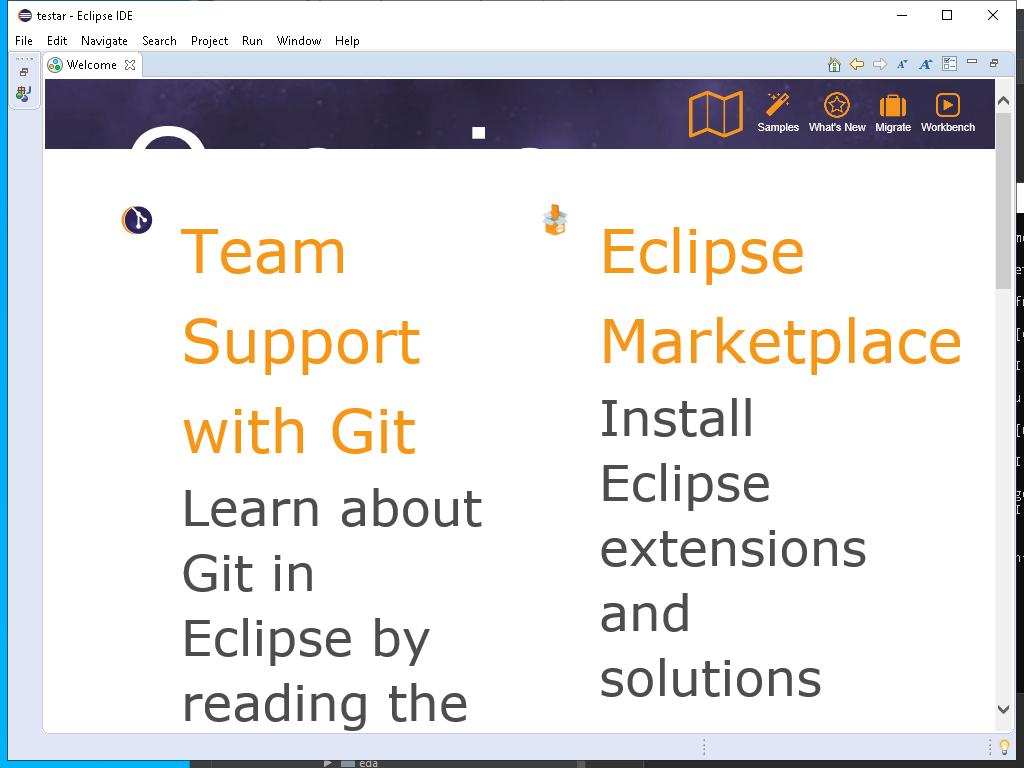 testar - Eclipse IDE
File Edit Navigate Search Project Run Window Help
Welcome
Samples What's New Migrate Workbench
Team
Support
with Git
Learn about
Git in
Eclipse by
reading the
Eclipse
Marketplace
Install
Eclipse
extensions
and
solutions
eda